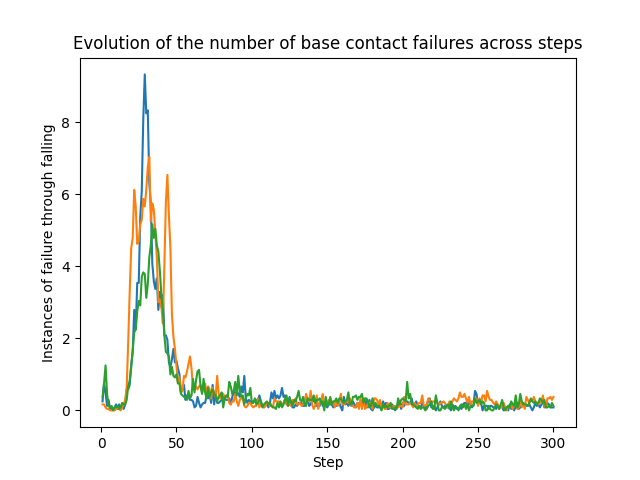 Evolution of the number of base contact failures across steps
Instances of failure through falling
8
6
4
2
0
0 50 100 150 200 250 300
Step